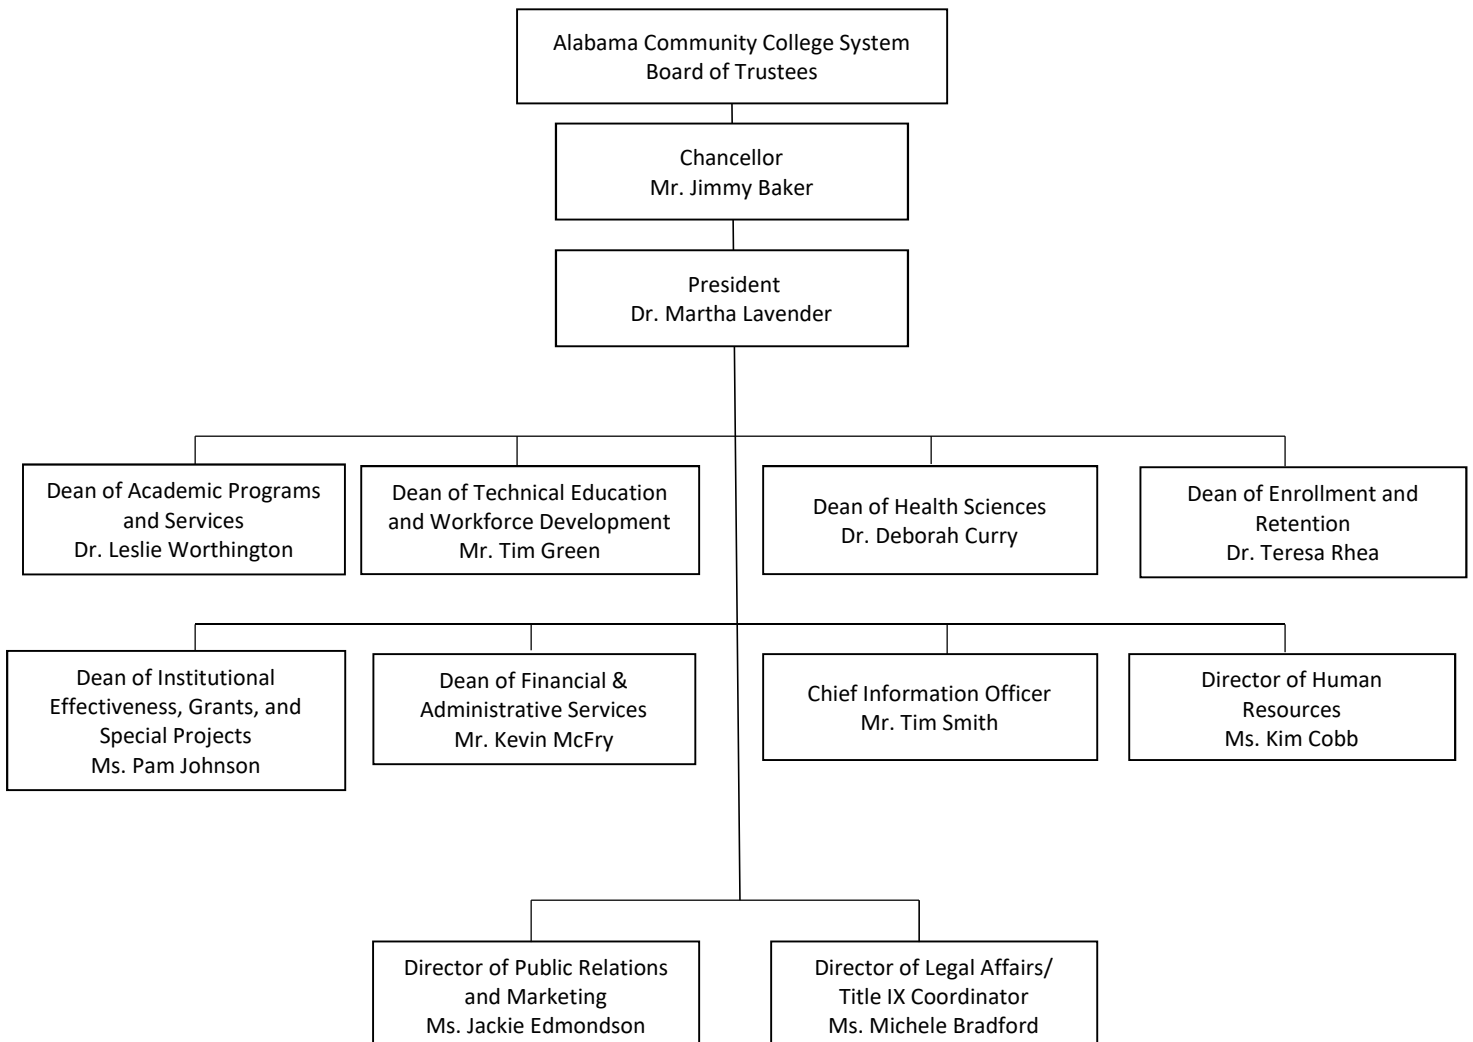 Alabama Community College System
Board of Trustees
Chancellor
Mr. Jimmy Baker
President
Dr. Martha Lavender
Dean of Academic Programs
and Services
Dr. Leslie Worthington
Dean of Technical Education
and Workforce Development
Mr. Tim Green
Dean of Health Sciences
Dr. Deborah Curry
Dean of Enrollment and
Retention
Dr. Teresa Rhea
Dean of Institutional
Effectiveness, Grants, and
Special Projects
Ms. Pam Johnson
Dean of Financial &
Administrative Services
Mr. Kevin McFry
Chief Information Officer
Mr. Tim Smith
Director of Human
Resources
Ms. Kim Cobb
Director of Public Relations
and Marketing
Ms. Jackie Edmondson
Director of Legal Affairs/
Title IX Coordinator
Ms. Michele Bradford